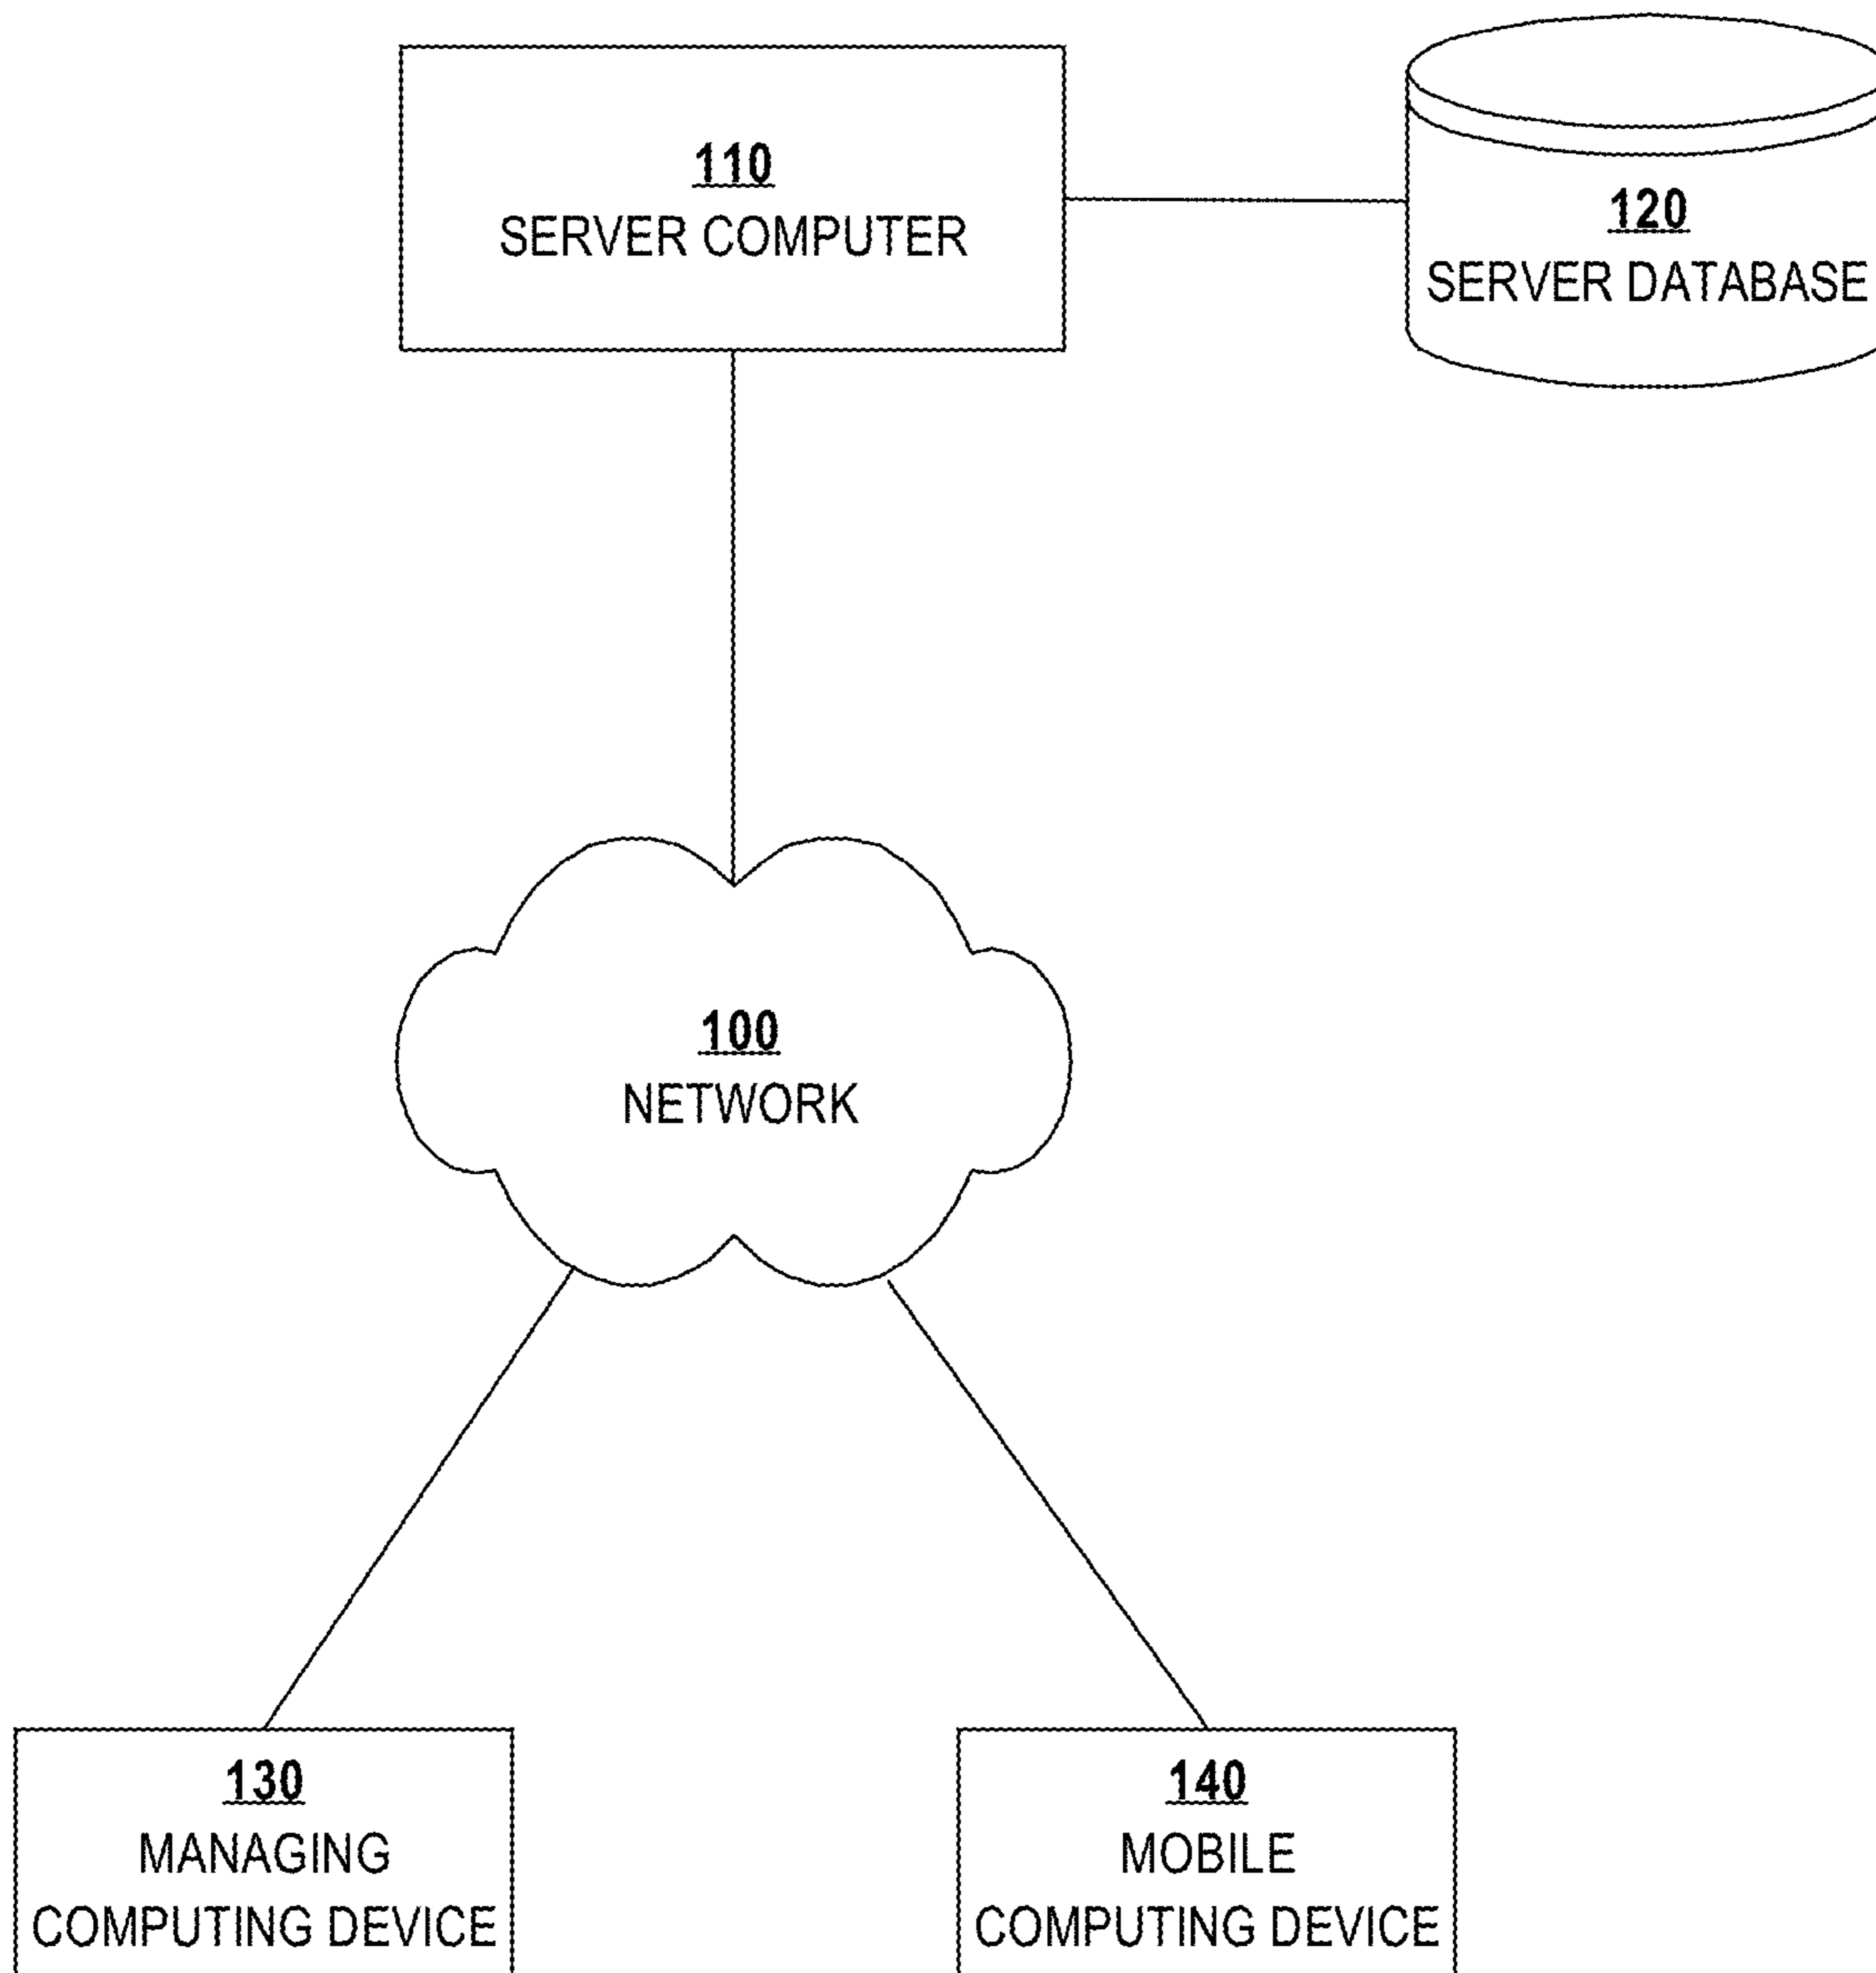 110
SERVER COMPUTER
120
SERVER DATABASE
100
NETWORK
130
MANAGING
COMPUTING DEVICE
140
MOBILE
COMPUTING DEVICE